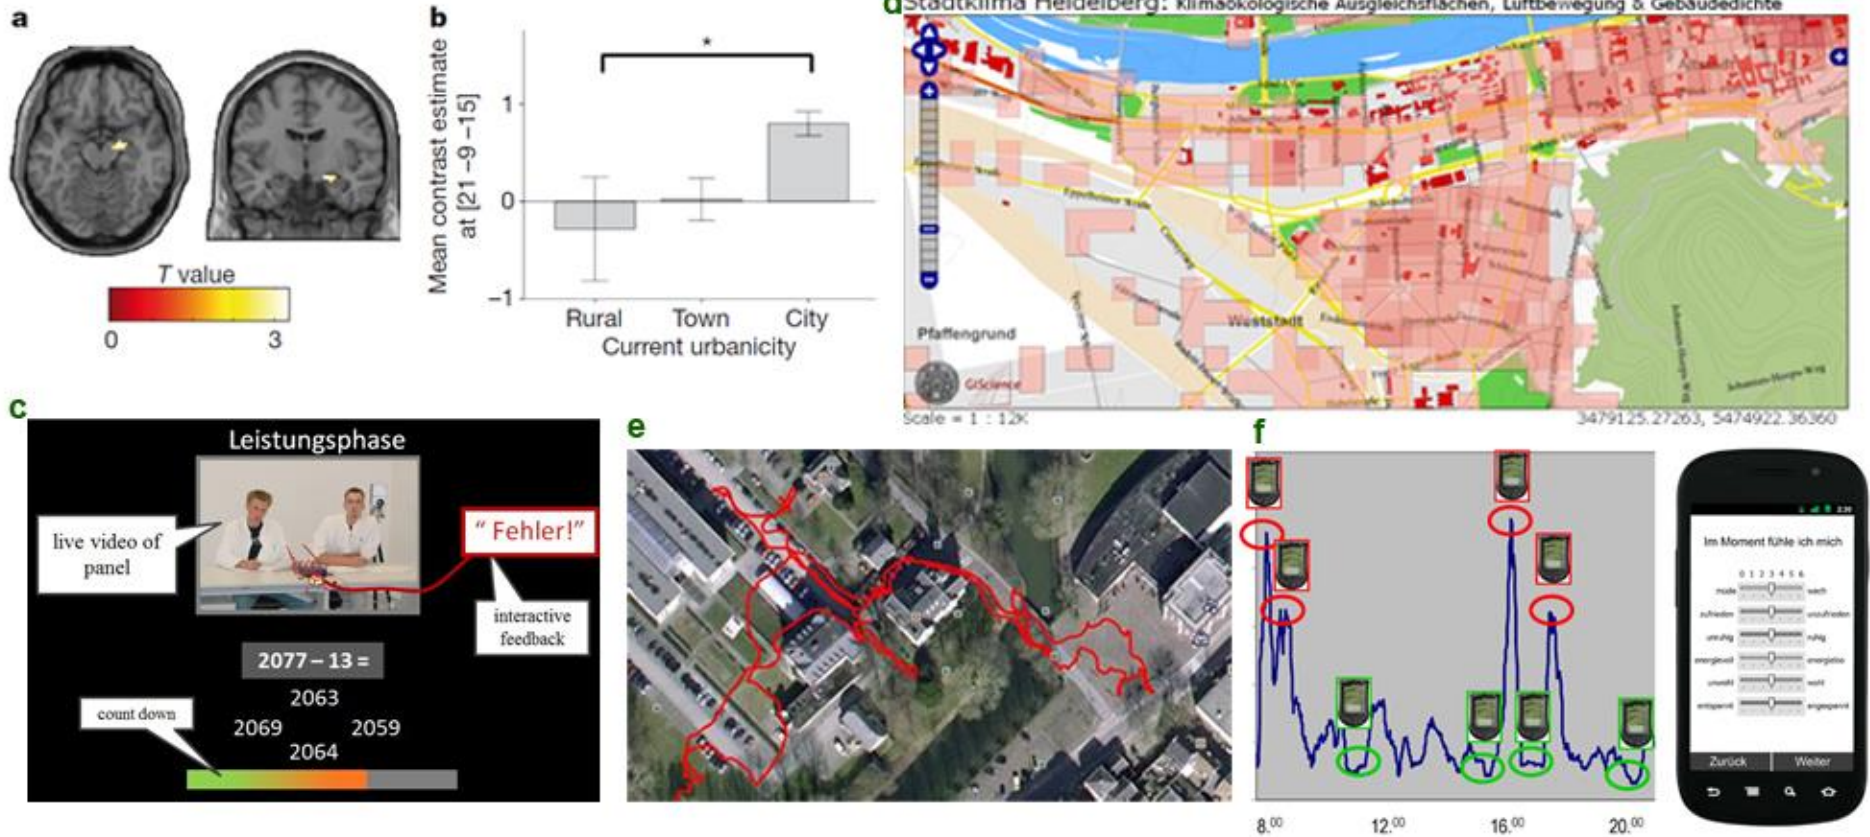 a
T value
0 3
b
Mean contrast estimate
at [21 −9 −15]
*
1
0
−1
Rural Town City
Current urbanicity
c
Leistungsphase
live video of
panel
“ Fehler!”
interactive
feedback
2077 – 13 =
2063
2069 2059
2064
count down
d
Stadtklima Heidelberg: Klimaökologische Ausgleichsflächen, Luftbewegung & Gebäudedichte
Eppelheimer Straße
Weststadt
Pfaffengrund
GIScience
Scale = 1 : 12K
3479125.27263, 5474922.36360
e
f
8.00 12.00 16.00 20.00
Im Moment fühle ich mich
0 1 2 3 4 5 6
müde wach
zufrieden unzufrieden
unruhig ruhig
energievoll energielos
unwohl wohl
entspannt angespannt
Zurück Weiter